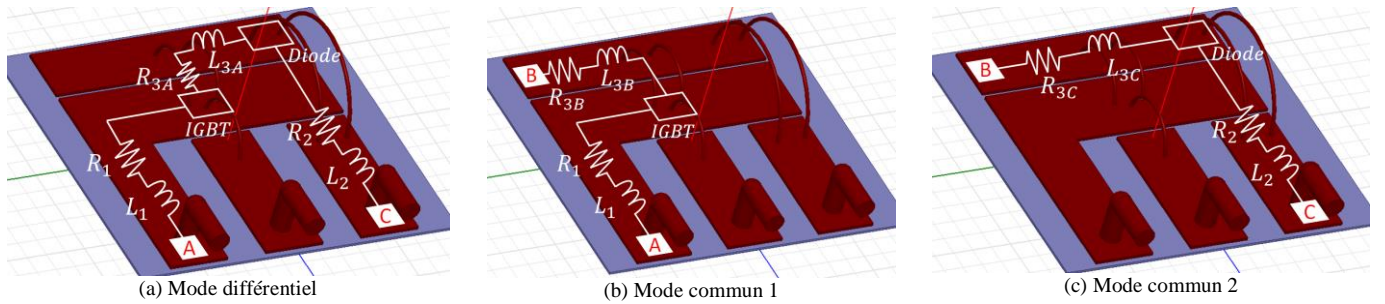 L₃A
Diode
R₃A
IGBT
R₁
R₂
L₁
L₂
A
C
(a) Mode différentiel
B
R₃B
L₃B
IGBT
R₁
L₁
A
(b) Mode commun 1
B
R₃C
L₃C
Diode
R₂
L₂
C
(c) Mode commun 2